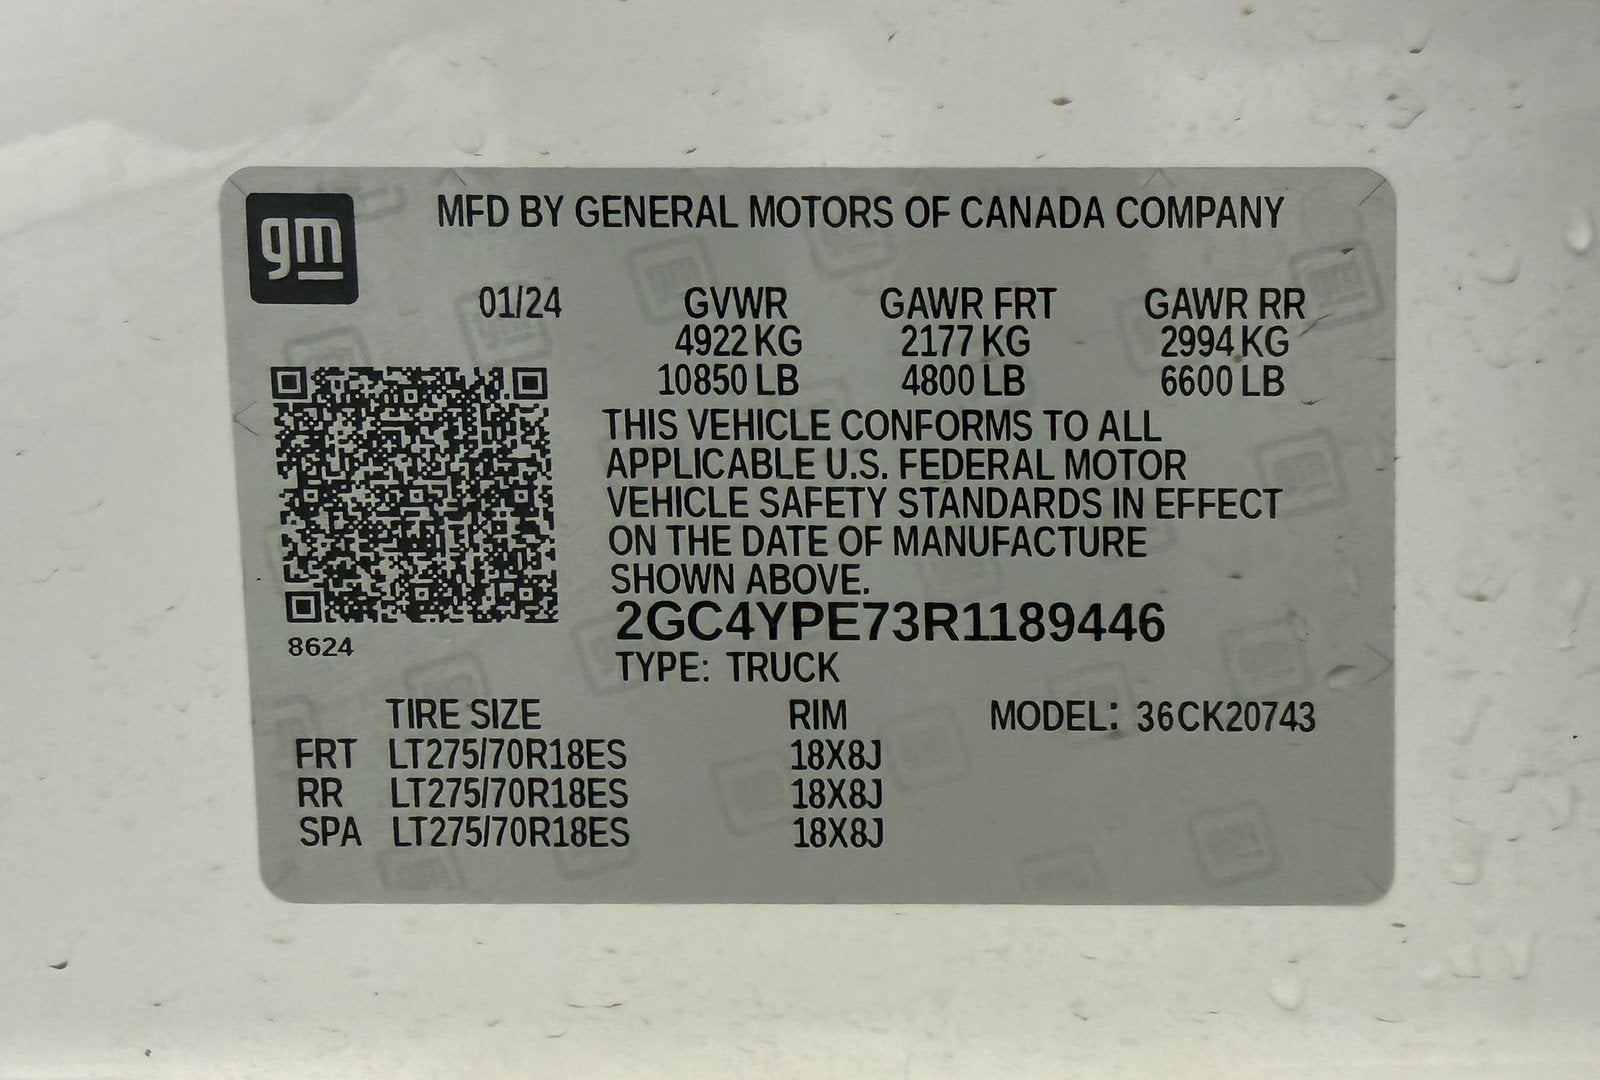 gm
MFD BY GENERAL MOTORS OF CANADA COMPANY
01/24 GVWR GAWR FRT GAWR RR
4922 KG 2177 KG 2994 KG
10850 LB 4800 LB 6600 LB
THIS VEHICLE CONFORMS TO ALL
APPLICABLE U.S. FEDERAL MOTOR
VEHICLE SAFETY STANDARDS IN EFFECT
ON THE DATE OF MANUFACTURE
SHOWN ABOVE.
2GC4YPE73R1189446
8624
TYPE: TRUCK
TIRE SIZE RIM MODEL: 36CK20743
FRT LT275/70R18ES 18X8J
RR LT275/70R18ES 18X8J
SPA LT275/70R18ES 18X8J